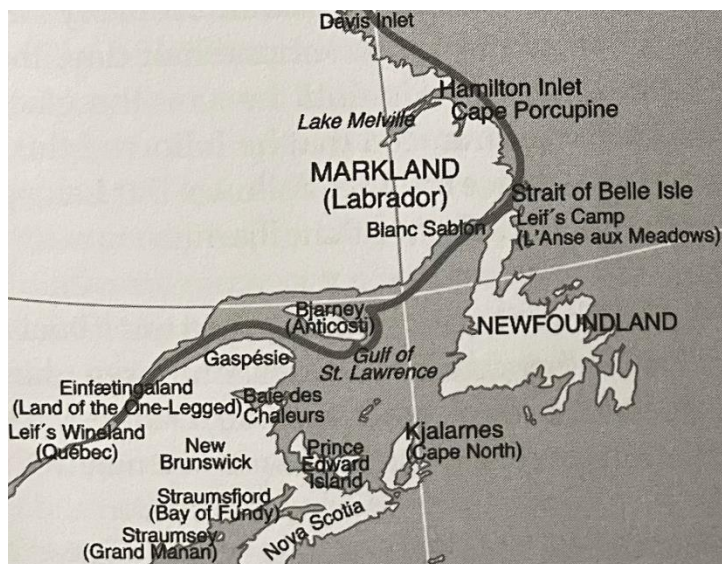 Davis Inlet
Hamilton Inlet
Cape Porcupine
Lake Melville
MARKLAND
(Labrador)
Strait of Belle Isle
Leif´s Camp
(L'Anse aux Meadows)
Blanc Sablon
Bjarney
(Anticosti)
NEWFOUNDLAND
Gaspésie
Gulf of
St. Lawrence
Einfætingaland
(Land of the One-Legged)
Baie des
Chaleurs
Leif´s Wineland
(Québec)
New
Brunswick
Prince
Edward
Island
Kjalarnes
(Cape North)
Straumsfjord
(Bay of Fundy)
Straumsey
(Grand Manan)
Nova Scotia